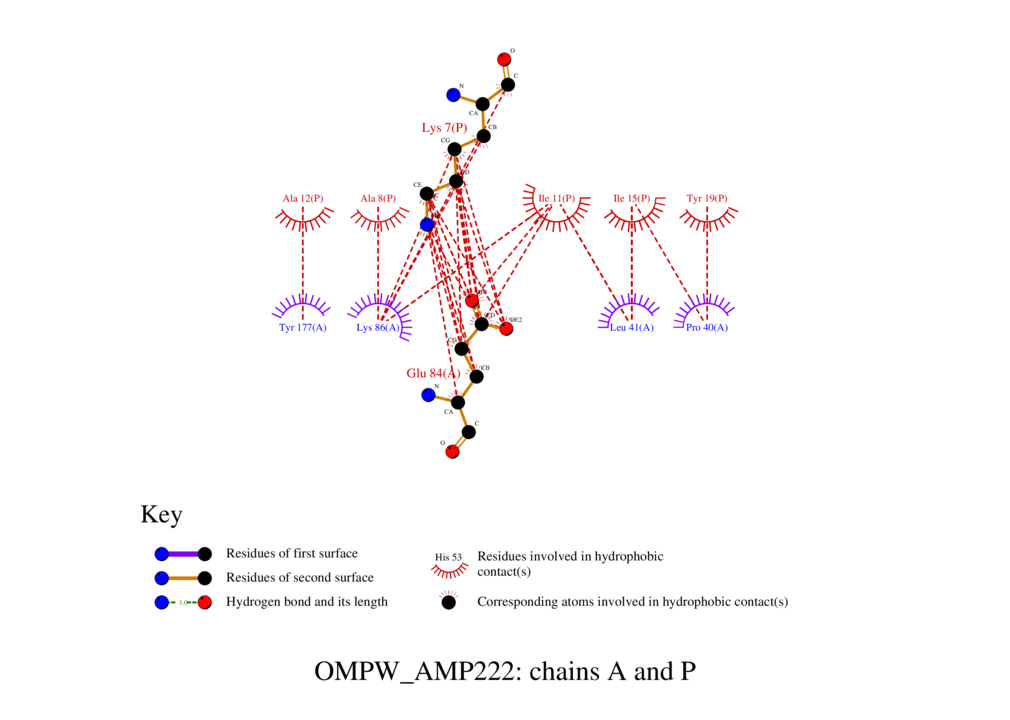 O
C
N
CA
CB
Lys 7(P)
CG
CD
CE
Ala 12(P) Ala 8(P) Ile 11(P) Ile 15(P) Tyr 19(P)
OE2
CD
Tyr 177(A) Lys 86(A) Leu 41(A) Pro 40(A)
CG
Glu 84(A) CB
N
CA
C
O
Key
Residues of first surface
Residues of second surface
3.0
Hydrogen bond and its length
His 53
Residues involved in hydrophobic
contact(s)
Corresponding atoms involved in hydrophobic contact(s)
OMPW_AMP222: chains A and P